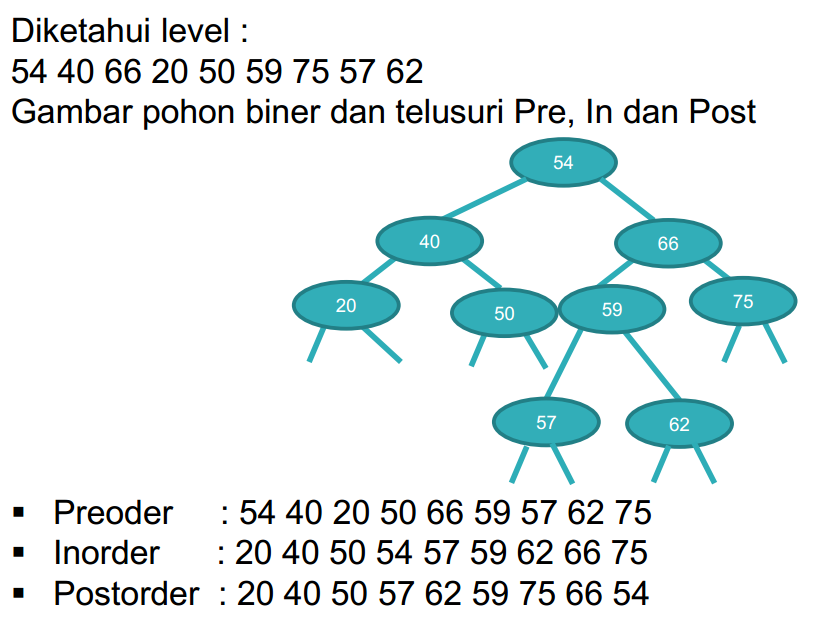 Diketahui level :
54 40 66 20 50 59 75 57 62
Gambar pohon biner dan telusuri Pre, In dan Post
54
40
66
20
50
59
75
57
62
▪ Preoder : 54 40 20 50 66 59 57 62 75
▪ Inorder : 20 40 50 54 57 59 62 66 75
▪ Postorder : 20 40 50 57 62 59 75 66 54